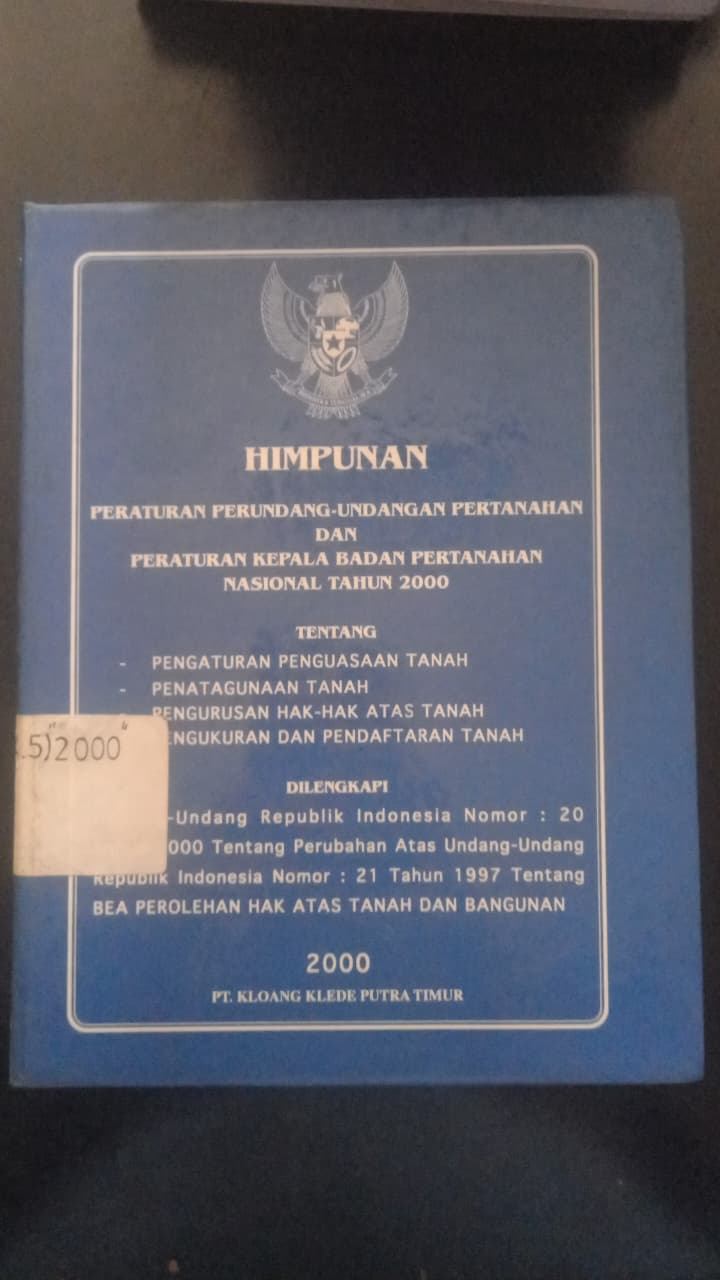 HIMPUNAN
PERATURAN PERUNDANG-UNDANGAN PERTANAHAN
DAN
PERATURAN KEPALA BADAN PERTANAHAN
NASIONAL TAHUN 2000
TENTANG
- PENGATURAN PENGUASAAN TANAH
- PENATAGUNAAN TANAH
- PENGURUSAN HAK-HAK ATAS TANAH
ENGUKURAN DAN PENDAFTARAN TANAH
.5)2000
DILENGKAPI
-Undang Republik Indonesia Nomor : 20
000 Tentang Perubahan Atas Undang-Undang
Republik Indonesia Nomor : 21 Tahun 1997 Tentang
BEA PEROLEHAN HAK ATAS TANAH DAN BANGUNAN
2000
PT. KLOANG KLEDE PUTRA TIMUR